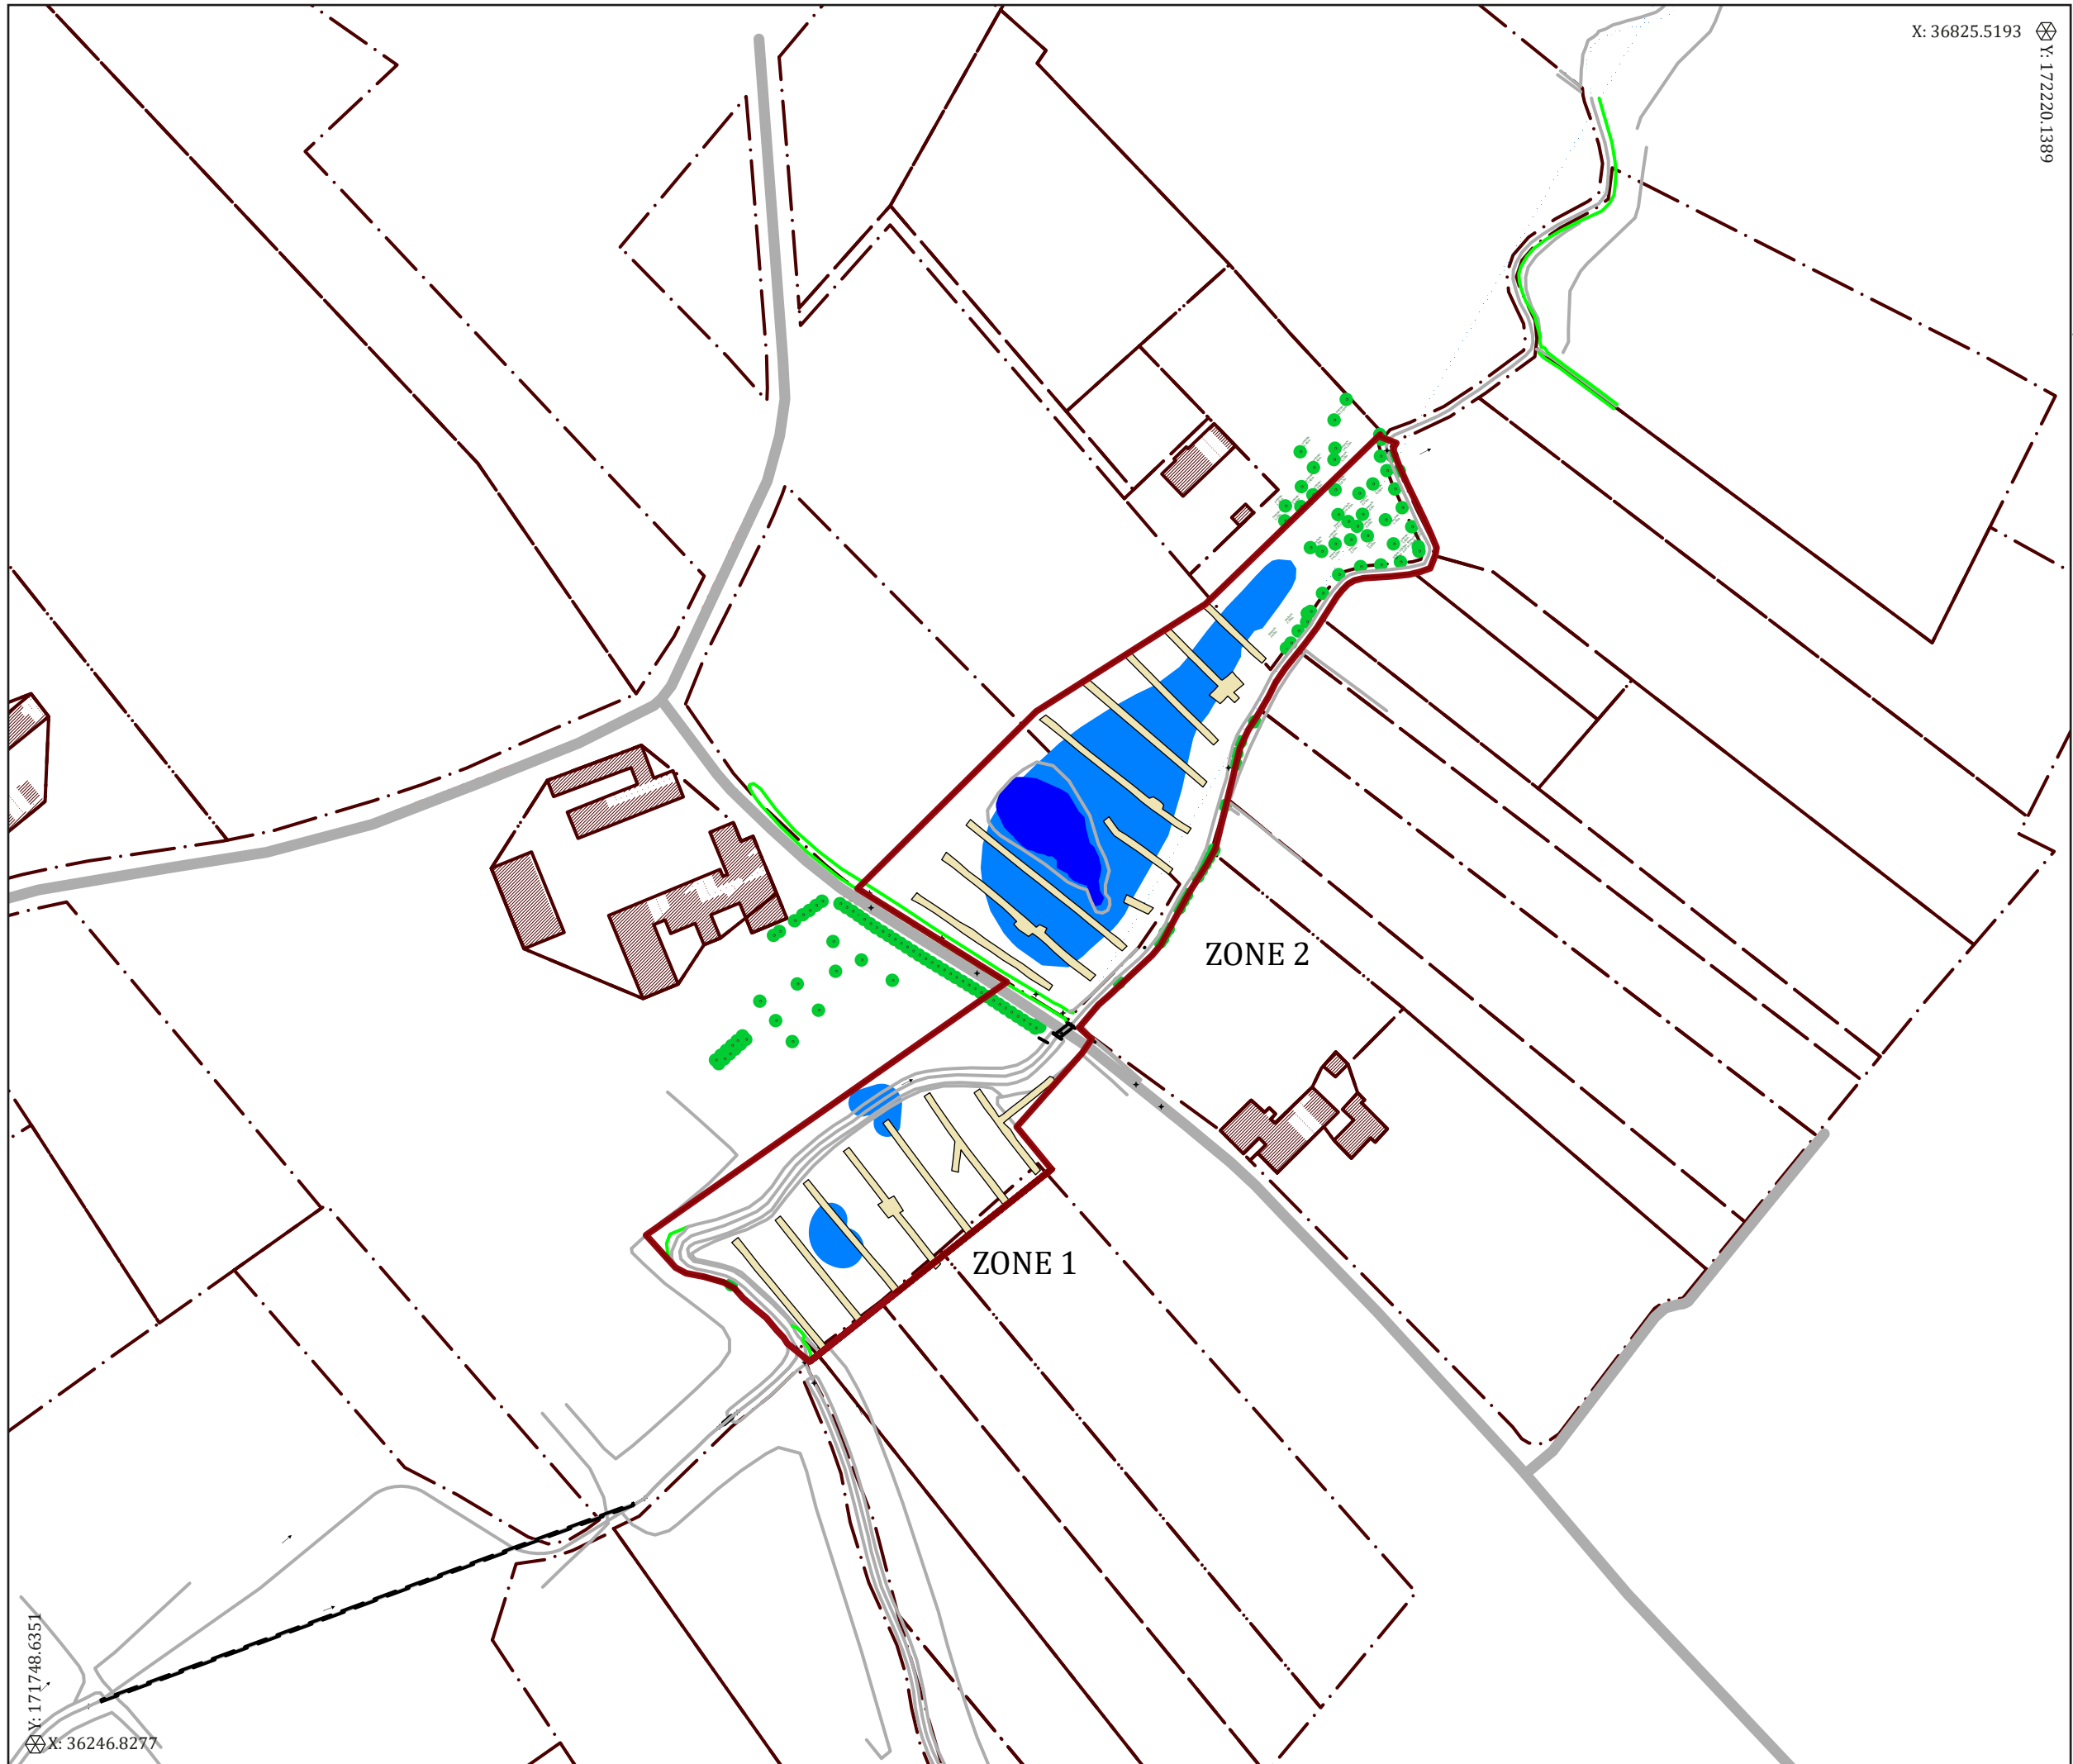 X: 36825.5193
Y: 172220.1389
ZONE 2
ZONE 1
Y: 171748.6351
X: 36246.8277